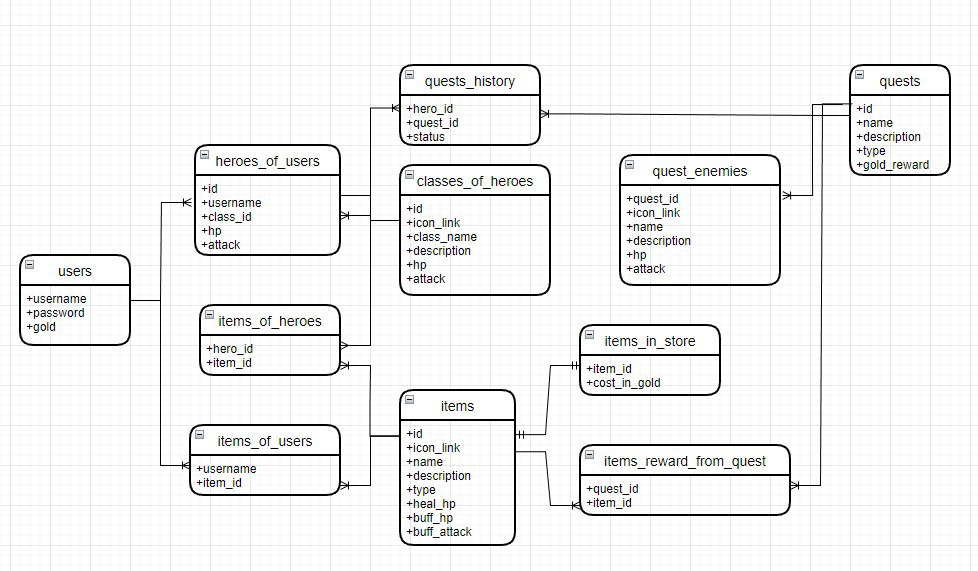 quests_history
+hero_id
+quest_id
+status
quests
+id
+name
+description
+type
+gold_reward
heroes_of_users
+id
+username
+class_id
+hp
+attack
classes_of_heroes
+id
+icon_link
+class_name
+description
+hp
+attack
quest_enemies
+quest_id
+icon_link
+name
+description
+hp
+attack
users
+username
+password
+gold
items_of_heroes
+hero_id
+item_id
items_in_store
+item_id
+cost_in_gold
items_of_users
+username
+item_id
items
+id
+icon_link
+name
+description
+type
+heal_hp
+buff_hp
+buff_attack
items_reward_from_quest
+quest_id
+item_id